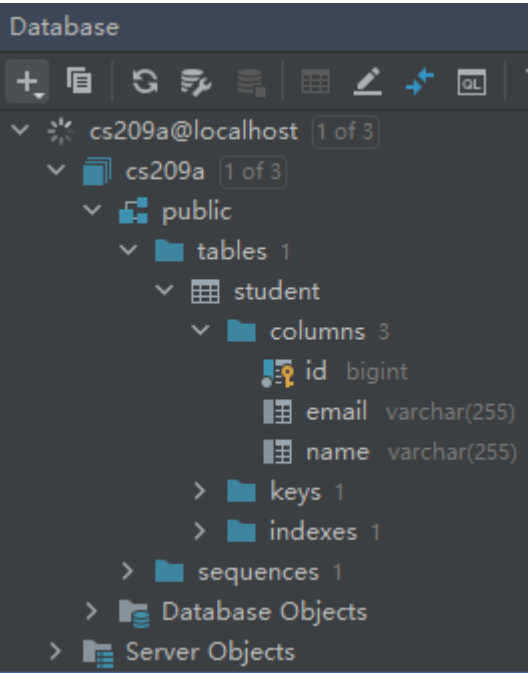 Database
QL
cs209a@localhost 1 of 3
cs209a 1 of 3
public
tables 1
student
columns 3
id bigint
email varchar(255)
name varchar(255)
keys 1
indexes 1
sequences 1
Database Objects
Server Objects